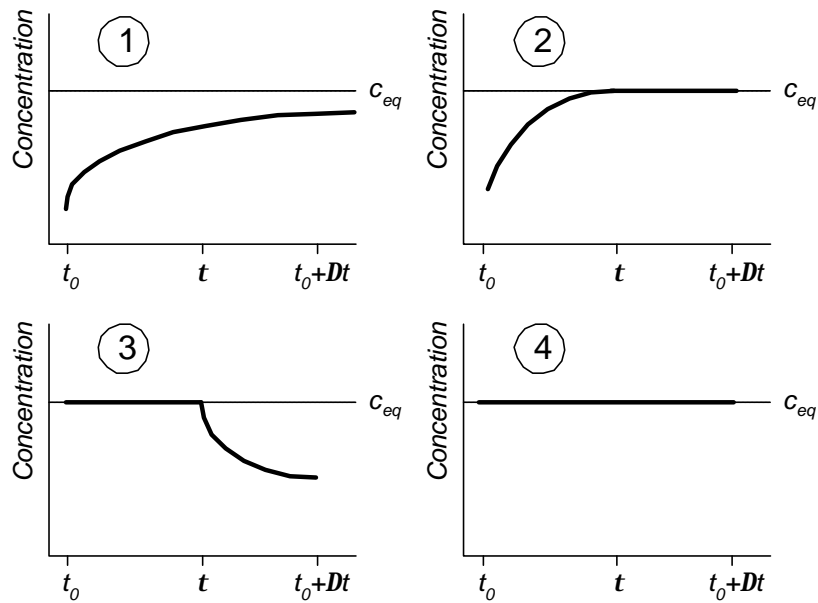 Concentration
1
c_eq
t_0
t
t_0+Dt
Concentration
2
c_eq
t_0
t
t_0+Dt
Concentration
3
c_eq
t_0
t
t_0+Dt
Concentration
4
c_eq
t_0
t
t_0+Dt